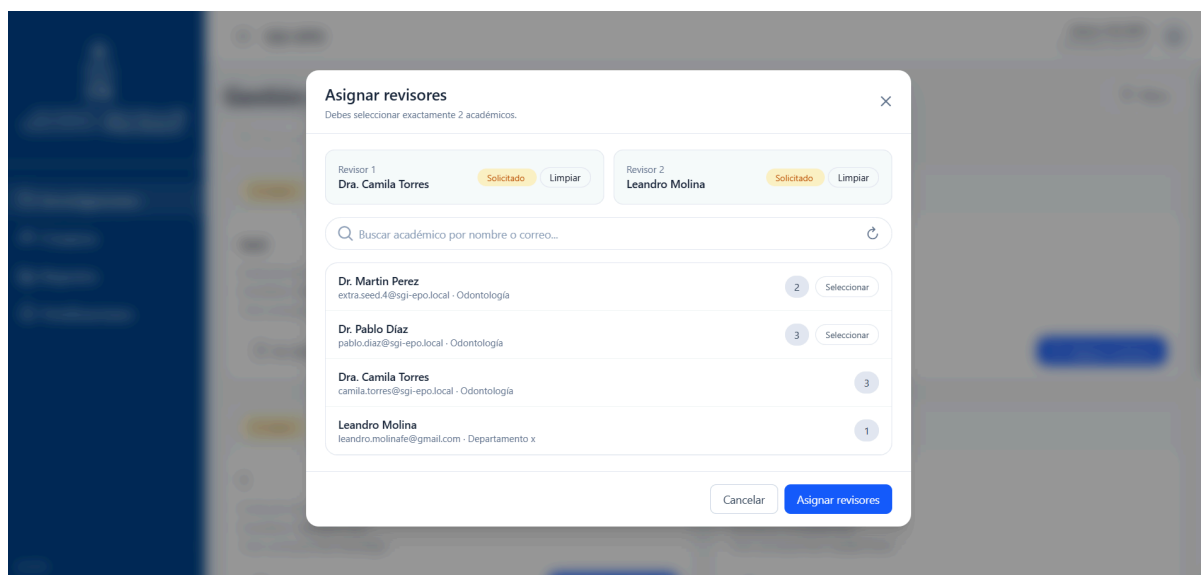 Asignar revisores
Debes seleccionar exactamente 2 académicos.
Revisor 1
Dra. Camila Torres
Solicitado
Limpiar
Revisor 2
Leandro Molina
Solicitado
Limpiar
Buscar académico por nombre o correo...
Dr. Martin Perez
extra.seed.4@sgi-epo.local · Odontología
2
Seleccionar
Dr. Pablo Díaz
pablo.diaz@sgi-epo.local · Odontología
3
Seleccionar
Dra. Camila Torres
camila.torres@sgi-epo.local · Odontología
3
Leandro Molina
leandro.molinafe@gmail.com · Departamento x
1
Cancelar
Asignar revisores